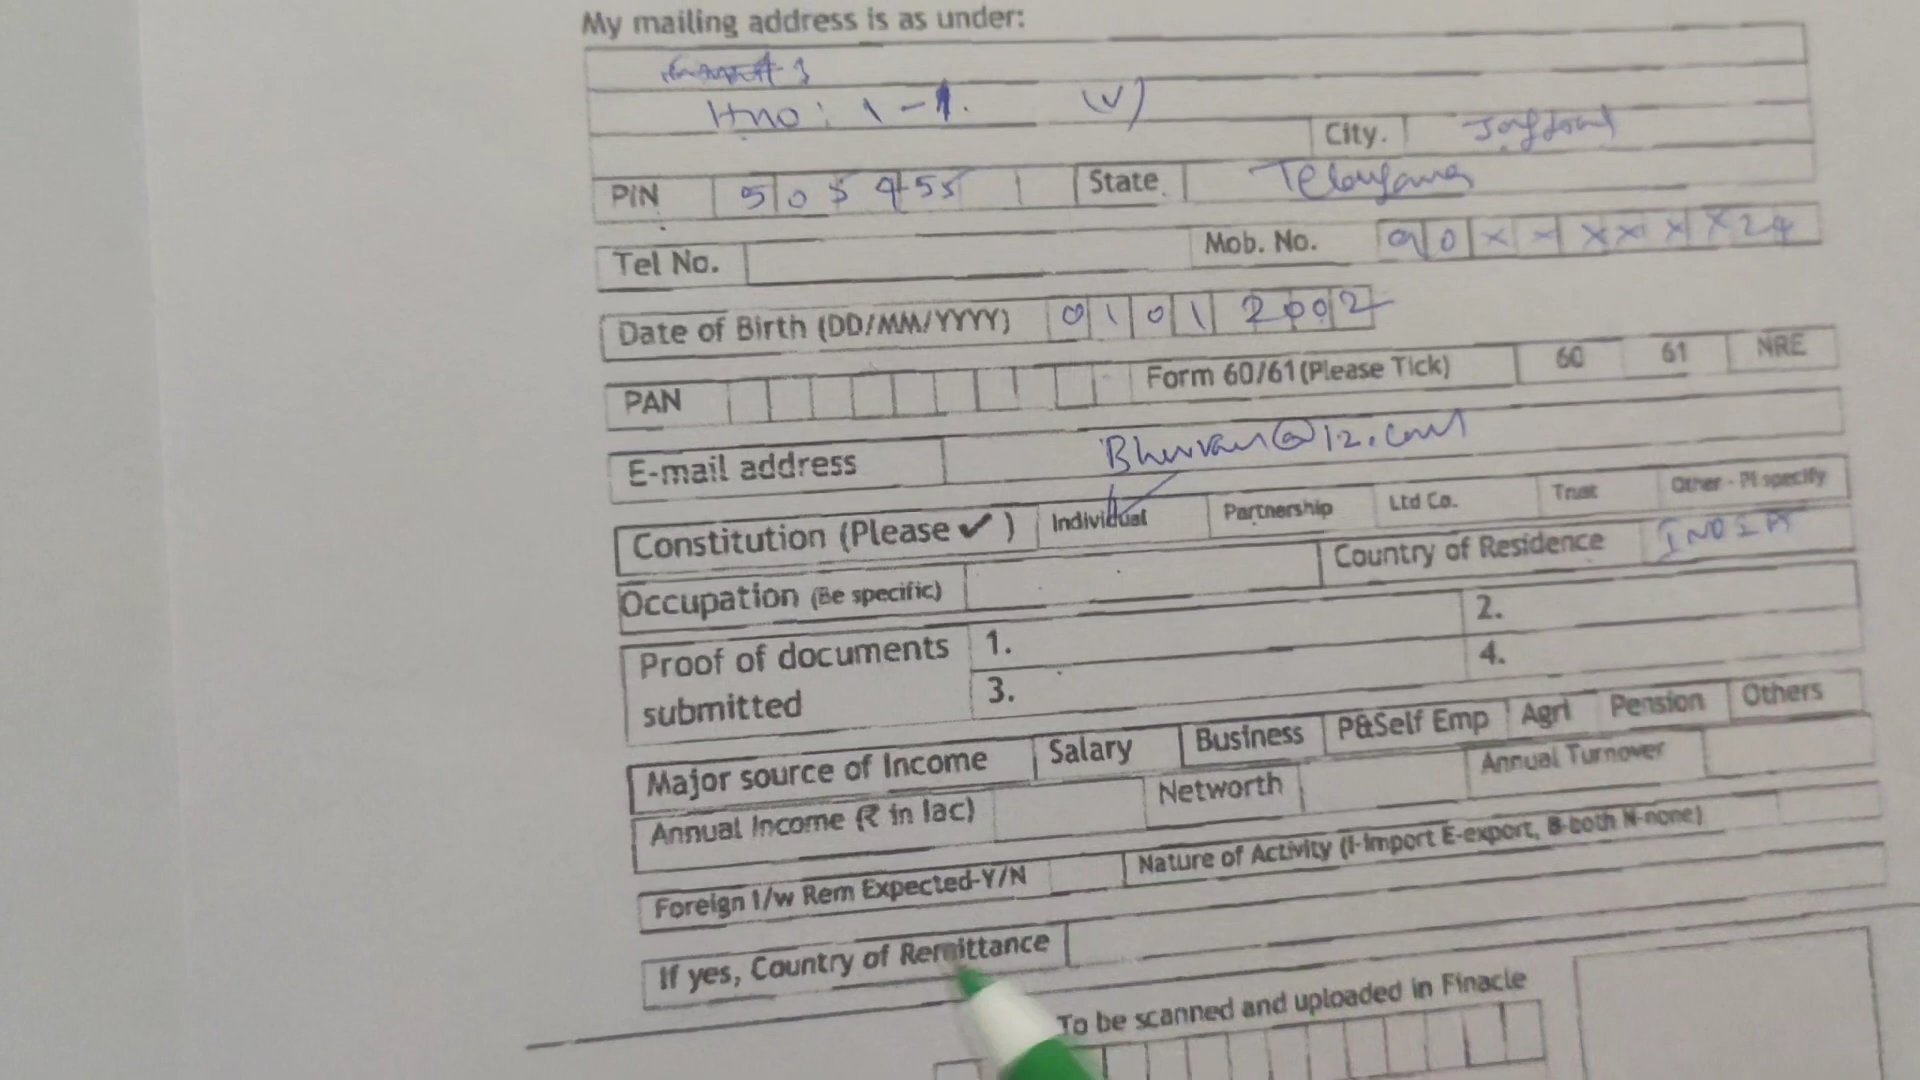 My mailing address is as under:
Hno: 1-1. (V)
City.
PIN 505455 State Telangana
Tel No. Mob. No. 90xxxxxx24
Date of Birth (DD/MM/YYYY) 01012002
PAN Form 60/61(Please Tick) 60 61 NRE
E-mail address Bhuvan@12.com
Constitution (Please ✔) Individual Partnership Ltd Co. Trust Other - Pl specify
Occupation (Be specific) Country of Residence INDIA
Proof of documents submitted 1. 2.
3. 4.
Major source of Income Salary Business P&Self Emp Agri Pension Others
Annual Income (₹ in lac) Networth Annual Turnover
Foreign I/w Rem Expected-Y/N Nature of Activity (I-Import E-export, B-both N-none)
If yes, Country of Remittance
To be scanned and uploaded in Finacle